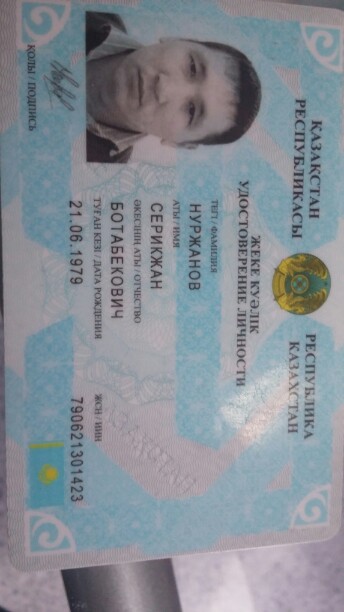 ҚАЗАҚСТАН
РЕСПУБЛИКАСЫ
РЕСПУБЛИКА
КАЗАХСТАН
ЖЕКЕ КУӘЛІК
УДОСТОВЕРЕНИЕ ЛИЧНОСТИ
ТЕГІ / ФАМИЛИЯ
НУРЖАНОВ
АТЫ / ИМЯ
СЕРИКЖАН
ӘКЕСІНІҢ АТЫ / ОТЧЕСТВО
БОТАБЕКОВИЧ
ТУҒАН КЕЗІ / ДАТА РОЖДЕНИЯ
21.06.1979
ЖСН / ИИН
790621301423
ҚОЛЫ / ПОДПИСЬ